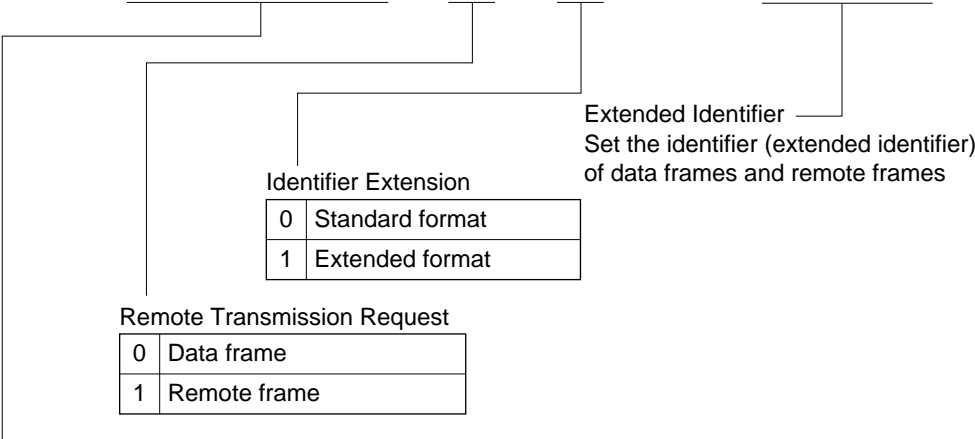 Extended Identifier
Set the identifier (extended identifier)
of data frames and remote frames
Identifier Extension
0 Standard format
1 Extended format
Remote Transmission Request
0 Data frame
1 Remote frame